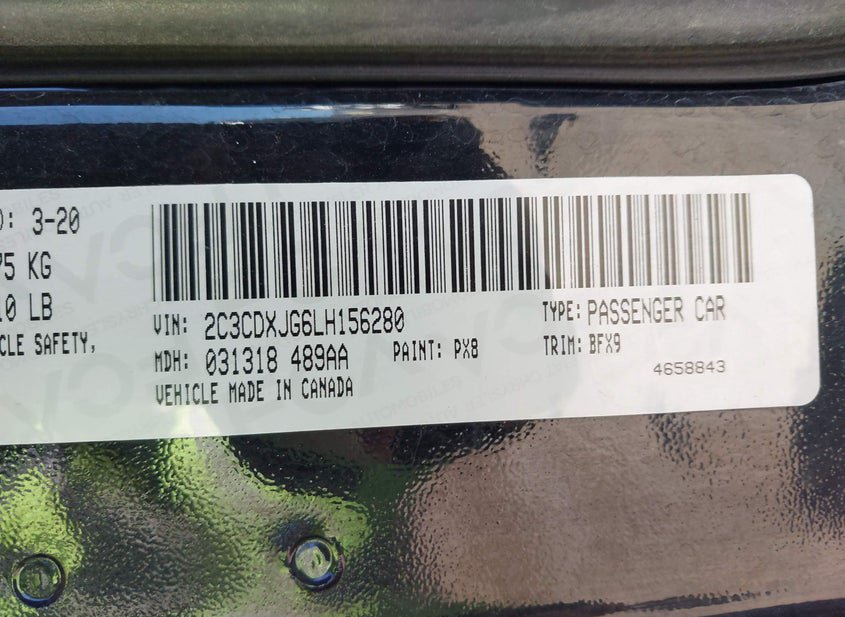 D: 3-20
75 KG
10 LB
CLE SAFETY,
VIN: 2C3CDXJG6LH156280 TYPE: PASSENGER CAR
MDH: 031318 489AA PAINT: PX8 TRIM: BFX9
VEHICLE MADE IN CANADA 4658843